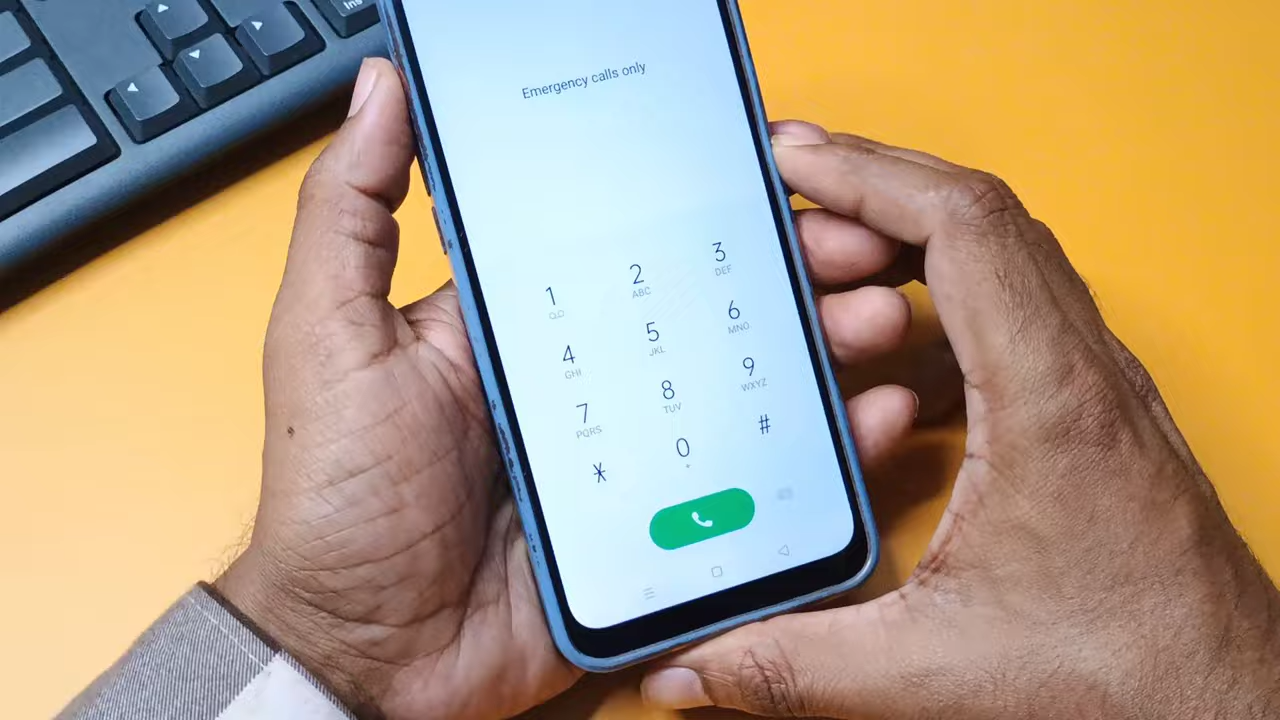 Ins
Emergency calls only
1
2
ABC
3
DEF
4
GHI
5
JKL
6
MNO
7
PQRS
8
TUV
9
WXYZ
*
0
+
#